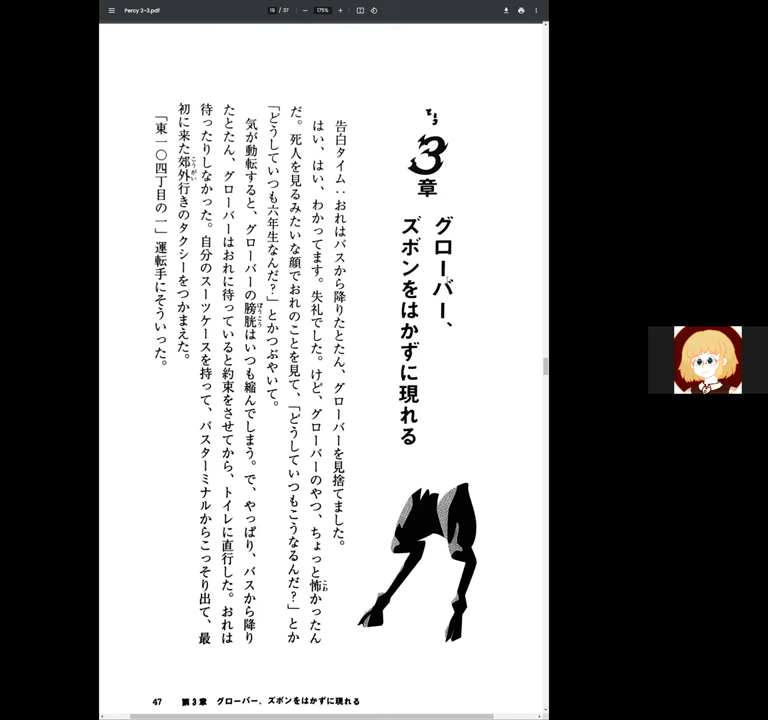 Percy 2-3.pdf
19 / 37
175%
第
3
章
グローバー、
ズボンをはかずに現れる
告白タイム:おれはバスから降りたとたん、グローバーを見捨てました。
はい、はい、わかってます。失礼でした。けど、グローバーのやつ、ちょっと怖かったん
こわ
だ。死人を見るみたいな顔でおれのことを見て、「どうしていつもこうなるんだ?」とか
「どうしていつも六年生なんだ?」とかつぶやいて。
気が動転すると、グローバーの膀胱はいつも縮んでしまう。で、やっぱり、バスから降り
ぼうこう
たとたん、グローバーはおれに待っていると約束をさせてから、トイレに直行した。おれは
待ったりしなかった。自分のスーツケースを持って、バスターミナルからこっそり出て、最
初に来た郊外行きのタクシーをつかまえた。
こうがい
「東一〇四丁目の一」運転手にそういった。
47 第3章 グローバー、ズボンをはかずに現れる